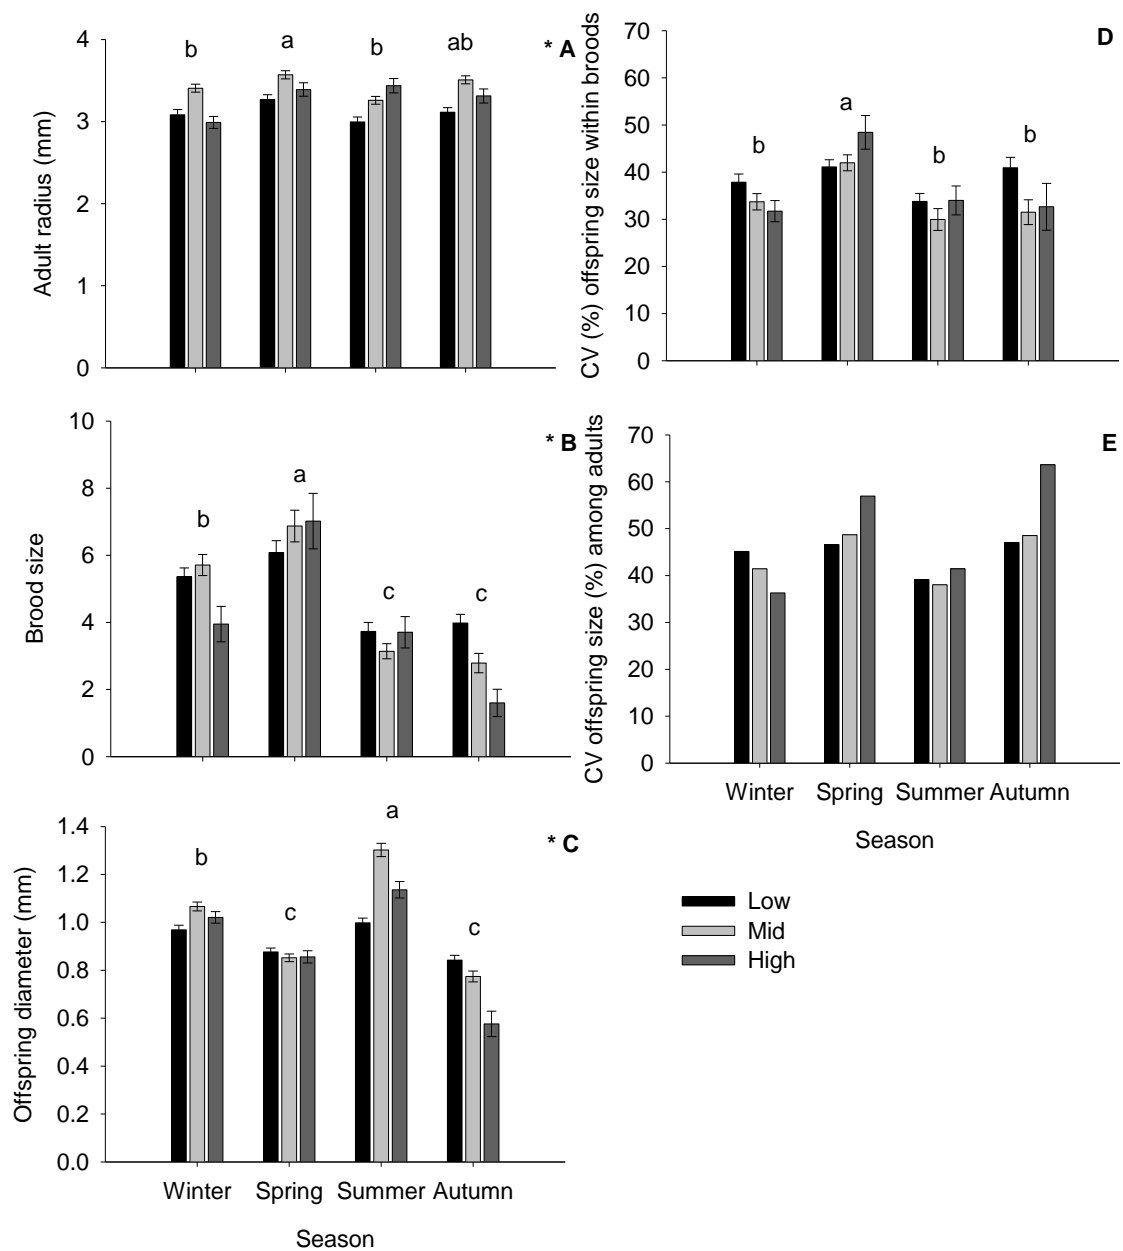 Adult radius (mm)
4
3
2
1
0
b
a
b
ab
* A
CV (%) offspring size within broods
70
60
50
40
30
20
10
0
b
a
b
b
D
Brood size
10
8
6
4
2
0
b
a
c
c
* B
CV offspring size (%) among adults
70
60
50
40
30
20
10
0
E
Winter Spring Summer Autumn
Season
Offspring diameter (mm)
1.4
1.2
1.0
0.8
0.6
0.4
0.2
0.0
b
c
a
c
* C
Winter Spring Summer Autumn
Season
Low
Mid
High